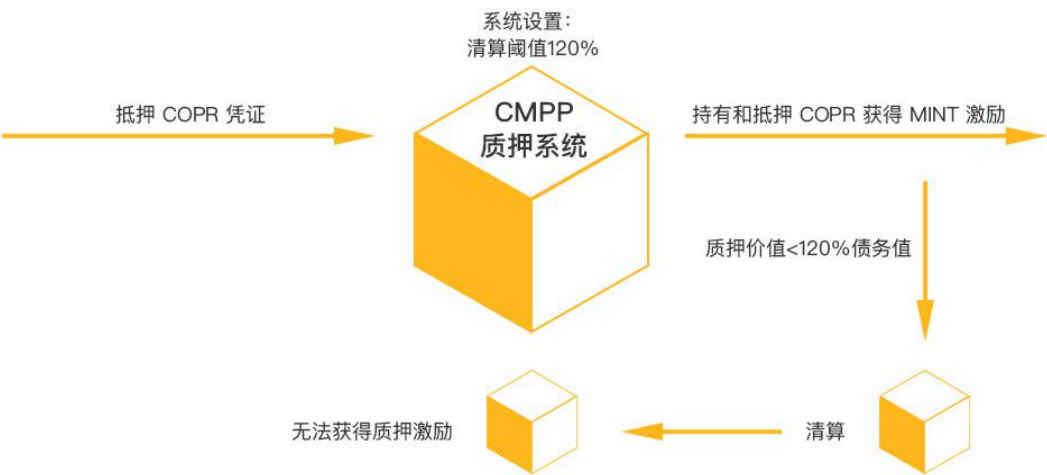 系统设置：
清算阈值120%
抵押 COPR 凭证
CMPP
质押系统
持有和抵押 COPR 获得 MINT 激励
质押价值<120%债务值
无法获得质押激励
清算